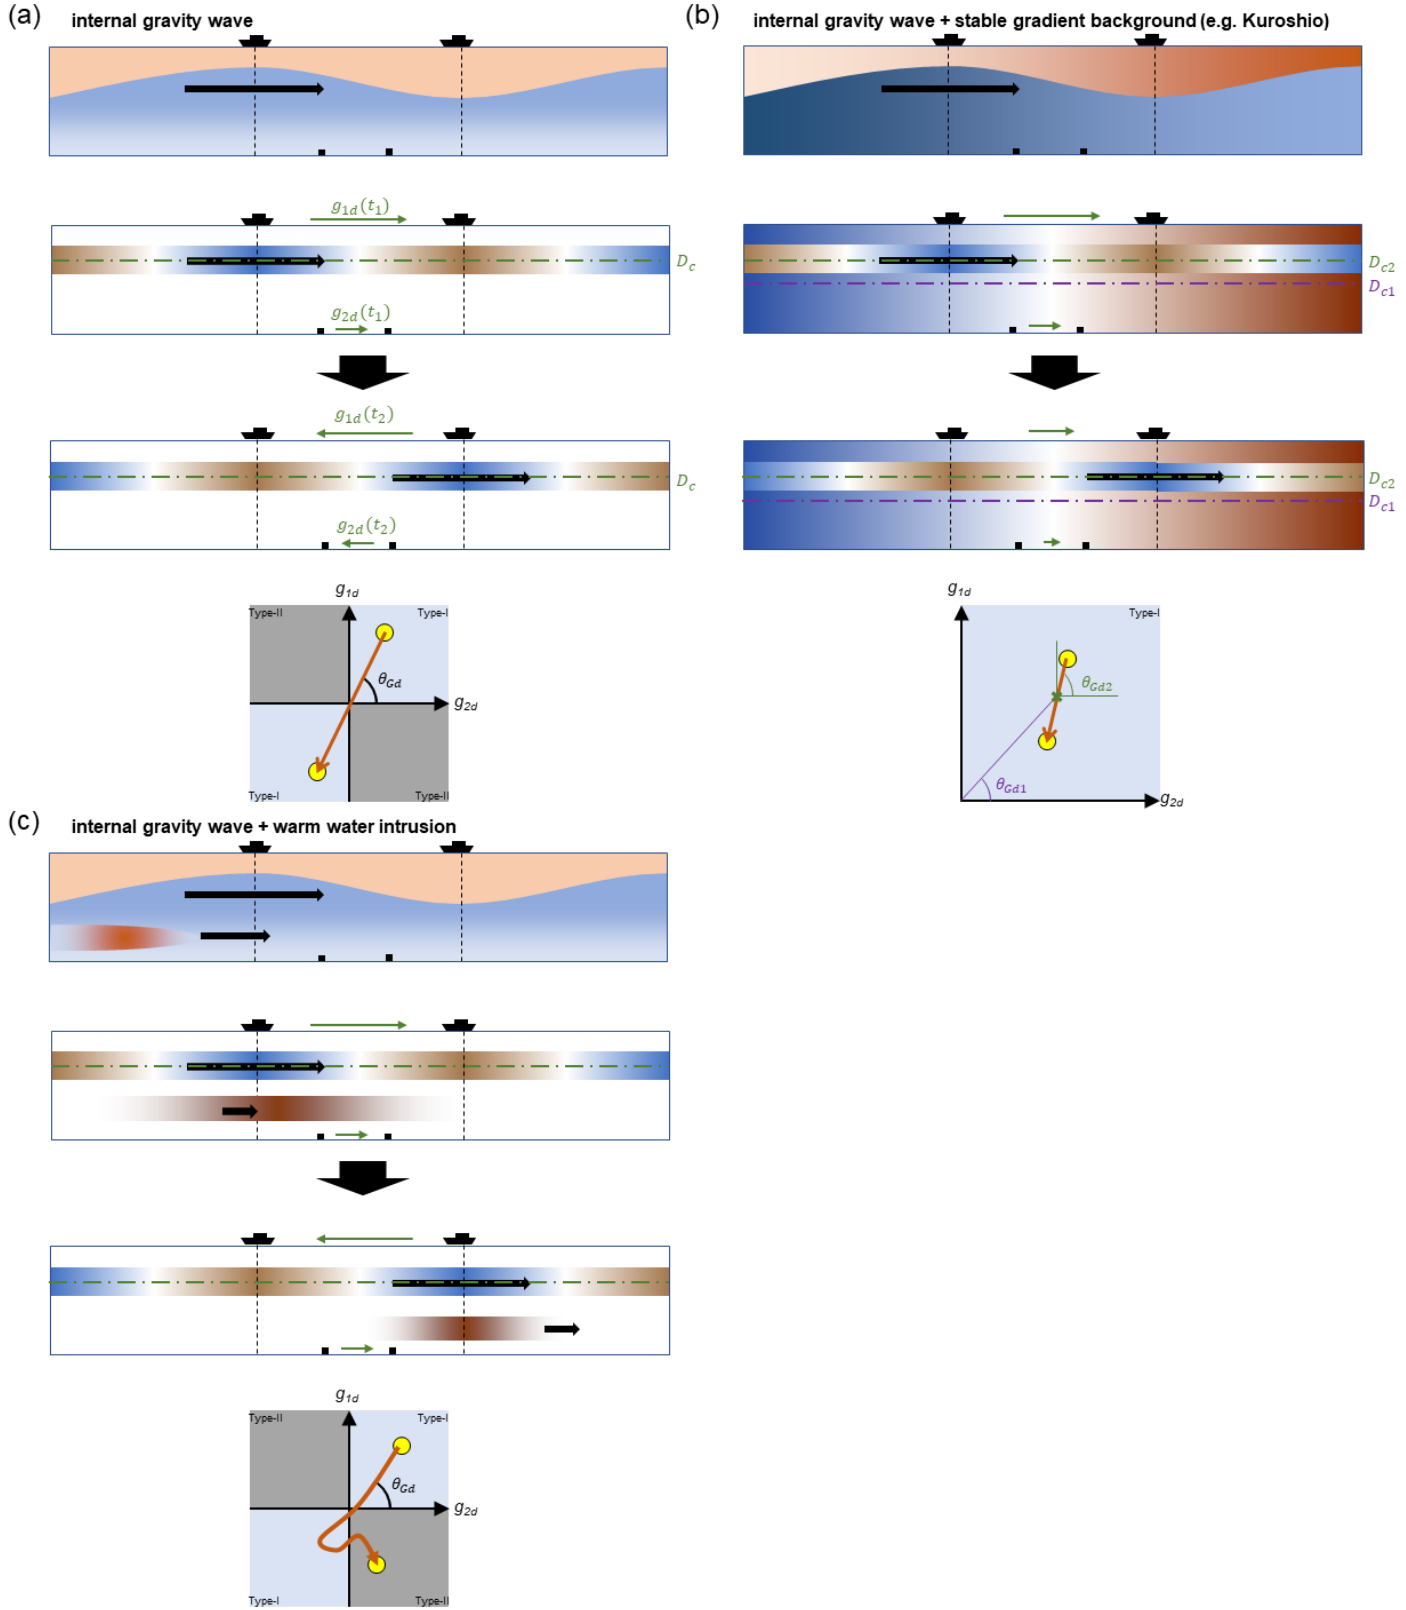 (a) internal gravity wave
g1d(t1)
Dc
g2d(t1)
g1d(t2)
Dc
g2d(t2)
g1d
Type-II Type-I
θGd
g2d
Type-I Type-II
(b) internal gravity wave + stable gradient background (e.g. Kuroshio)
Dc2
Dc1
Dc2
Dc1
g1d
Type-I
θGd2
θGd1
g2d
(c) internal gravity wave + warm water intrusion
g1d
Type-II Type-I
θGd
g2d
Type-I Type-II